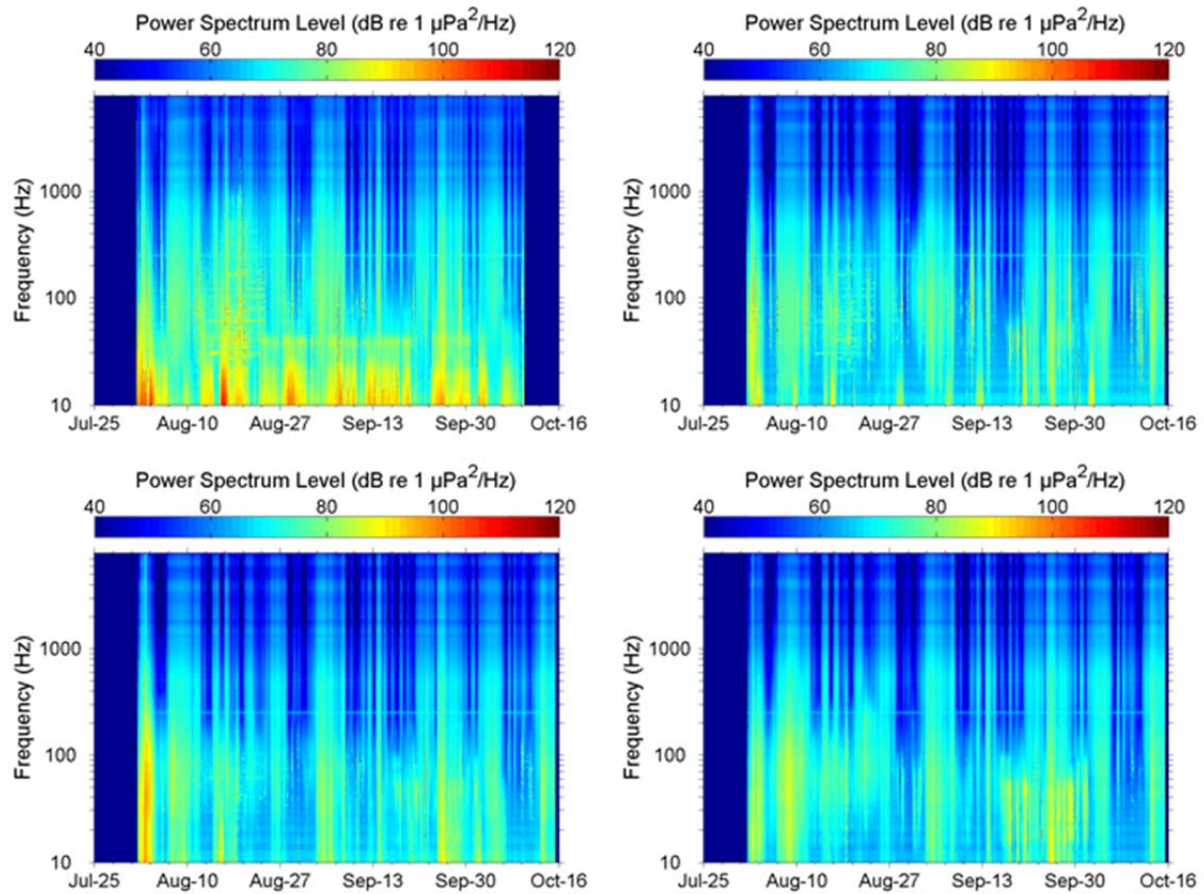 Power Spectrum Level (dB re 1 µPa²/Hz)
40 60 80 100 120
Frequency (Hz)
1000
100
10
Jul-25 Aug-10 Aug-27 Sep-13 Sep-30 Oct-16
Power Spectrum Level (dB re 1 µPa²/Hz)
40 60 80 100 120
Frequency (Hz)
1000
100
10
Jul-25 Aug-10 Aug-27 Sep-13 Sep-30 Oct-16
Power Spectrum Level (dB re 1 µPa²/Hz)
40 60 80 100 120
Frequency (Hz)
1000
100
10
Jul-25 Aug-10 Aug-27 Sep-13 Sep-30 Oct-16
Power Spectrum Level (dB re 1 µPa²/Hz)
40 60 80 100 120
Frequency (Hz)
1000
100
10
Jul-25 Aug-10 Aug-27 Sep-13 Sep-30 Oct-16